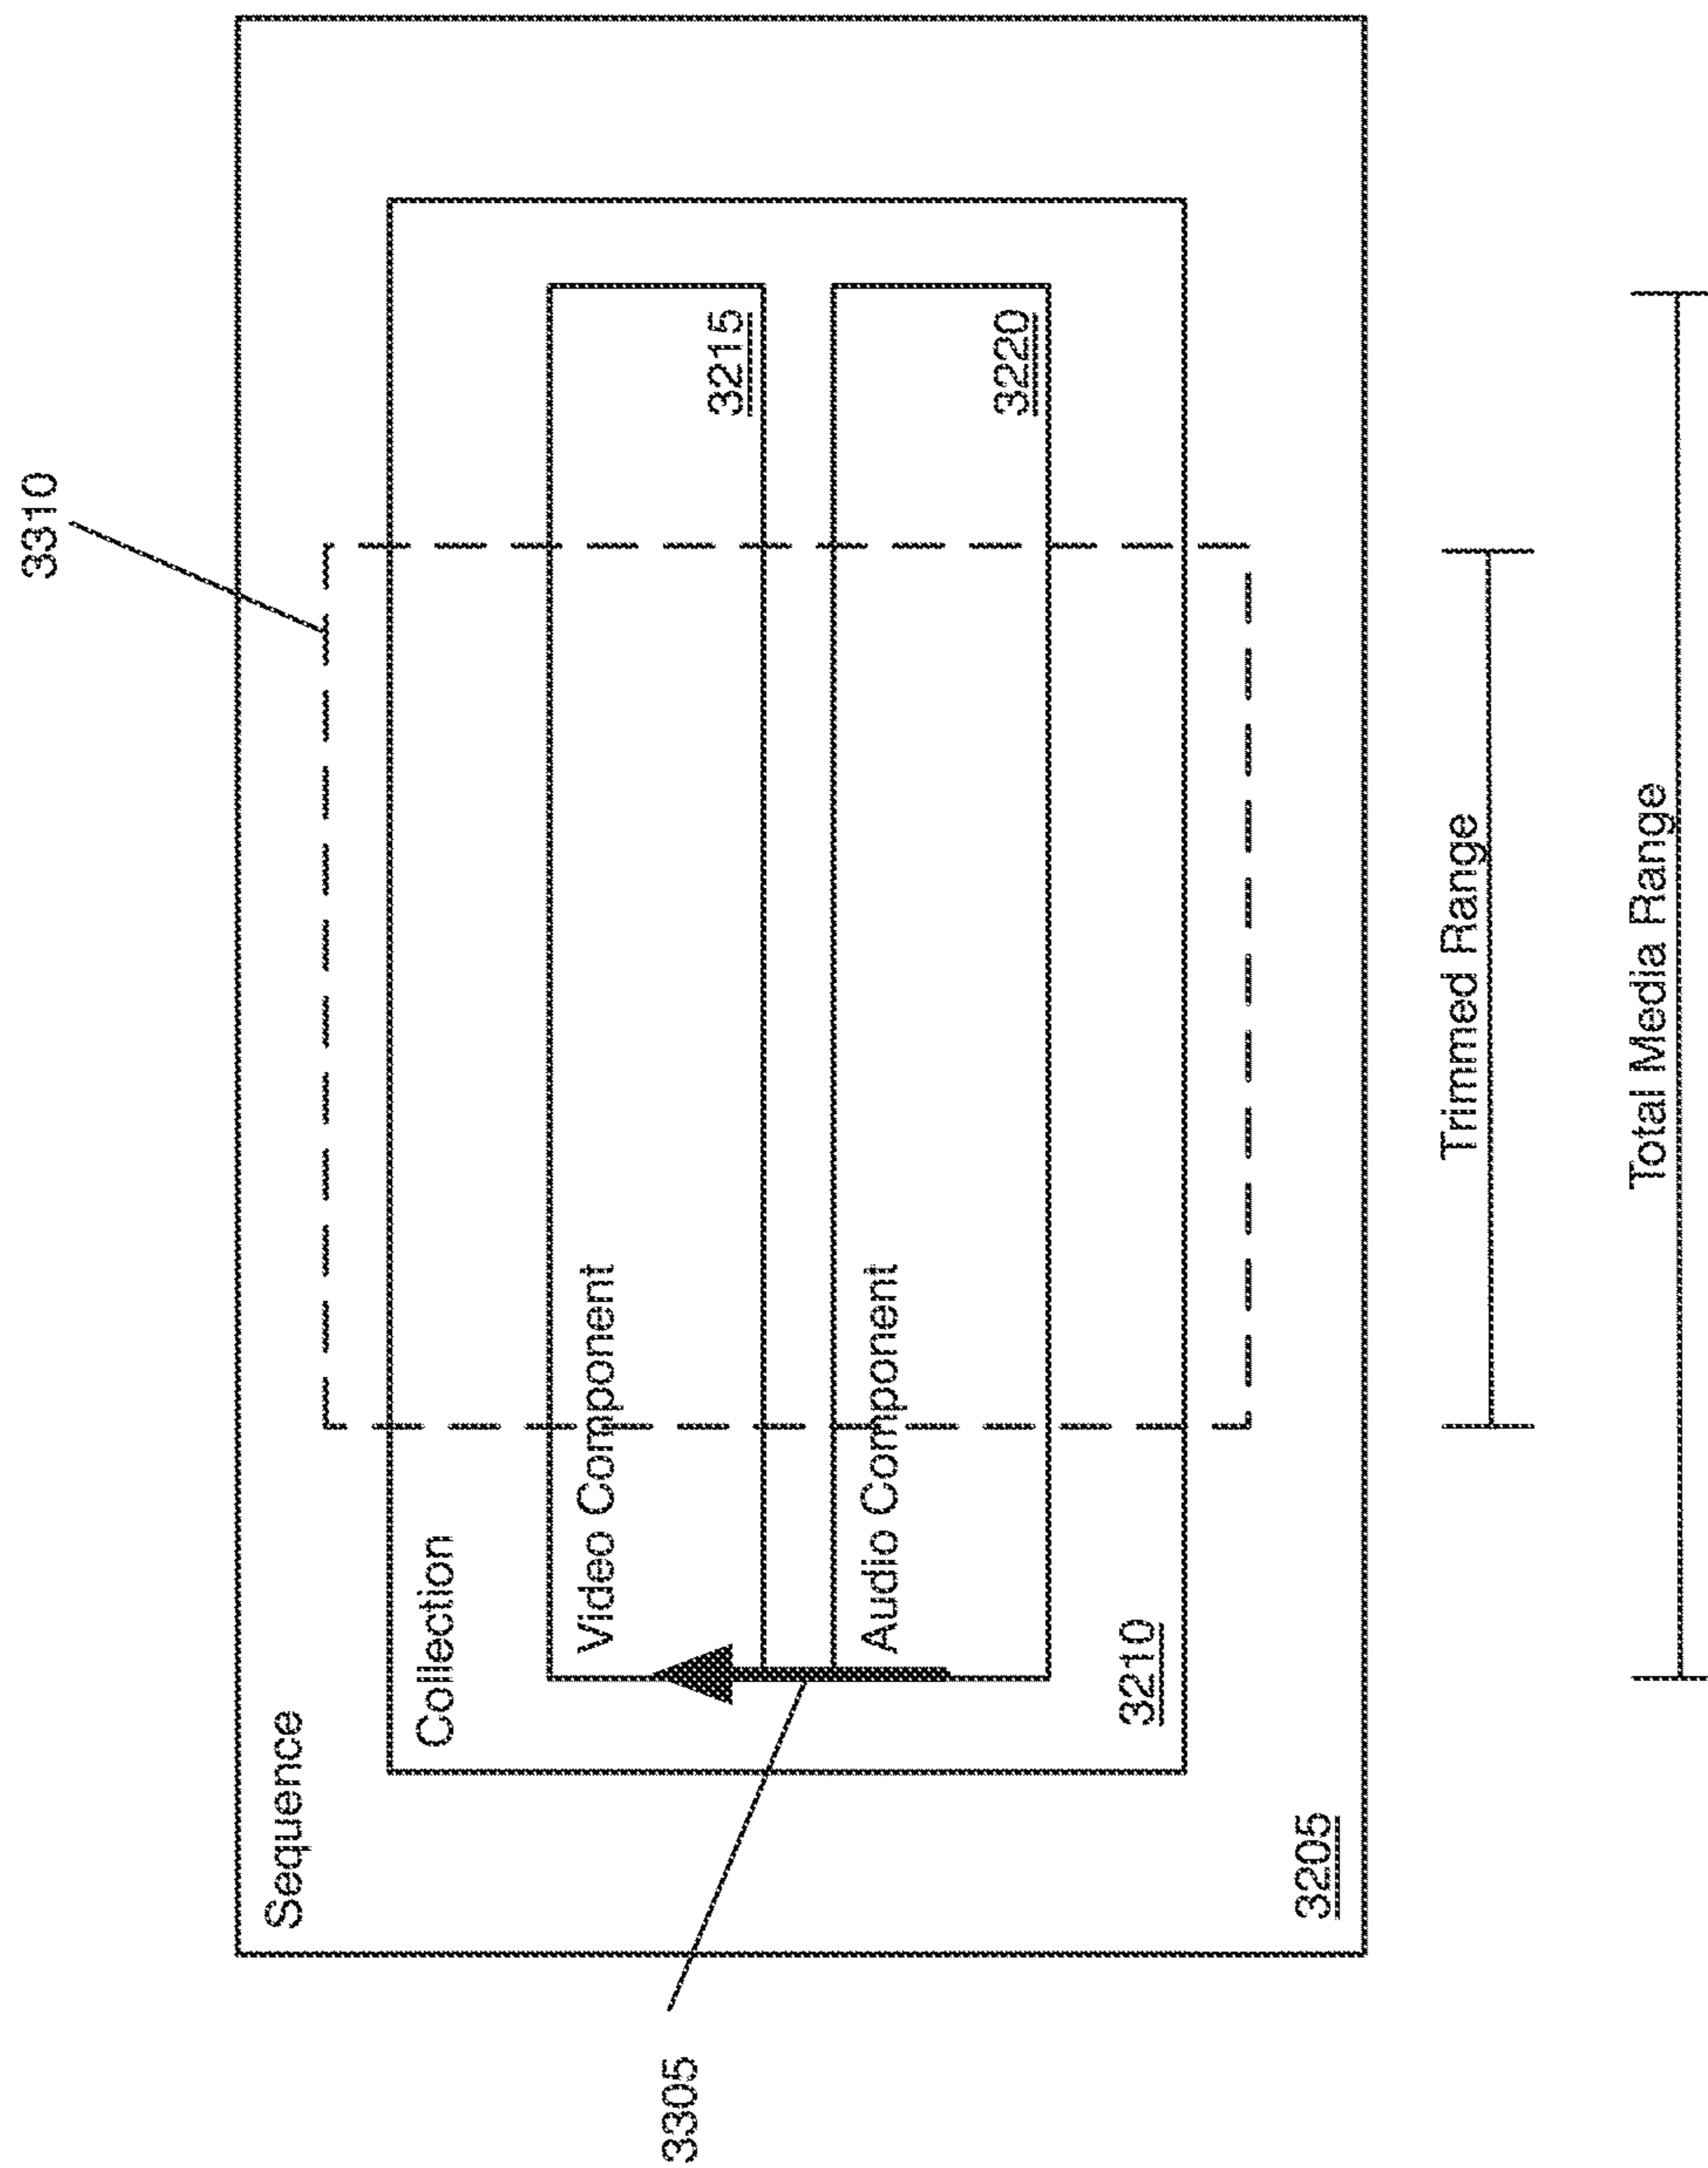 3310
Sequence
Collection
Video Component
3215
Audio Component
3220
3210
3205
3305
Trimmed Range
Total Media Range